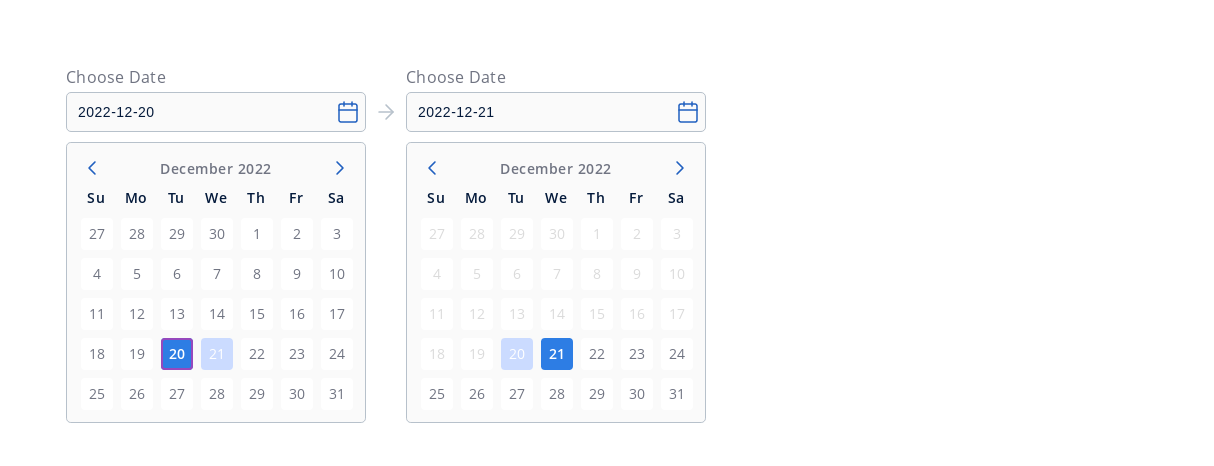 Choose Date
2022-12-20
December 2022
Su Mo Tu We Th Fr Sa
27 28 29 30 1 2 3
4 5 6 7 8 9 10
11 12 13 14 15 16 17
18 19 20 21 22 23 24
25 26 27 28 29 30 31
Choose Date
2022-12-21
December 2022
Su Mo Tu We Th Fr Sa
27 28 29 30 1 2 3
4 5 6 7 8 9 10
11 12 13 14 15 16 17
18 19 20 21 22 23 24
25 26 27 28 29 30 31